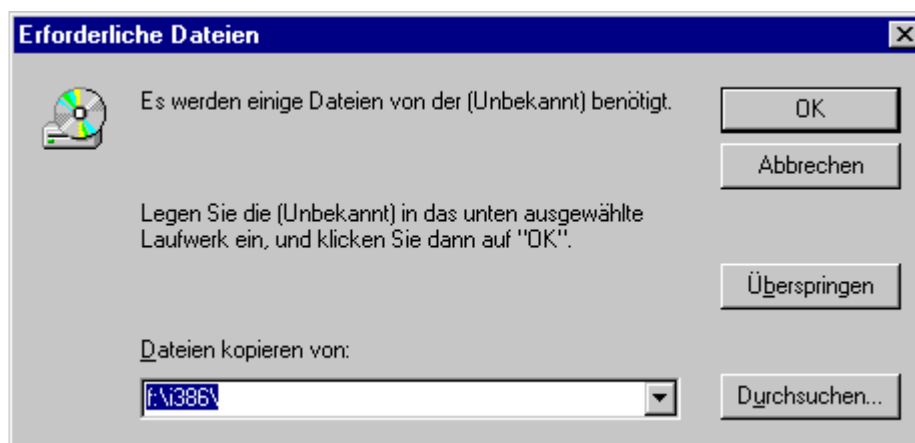 Erforderliche Dateien
Es werden einige Dateien von der (Unbekannt) benötigt.
OK
Abbrechen
Legen Sie die (Unbekannt) in das unten ausgewählte
Laufwerk ein, und klicken Sie dann auf "OK".
Überspringen
Dateien kopieren von:
f:\i386\
Durchsuchen...